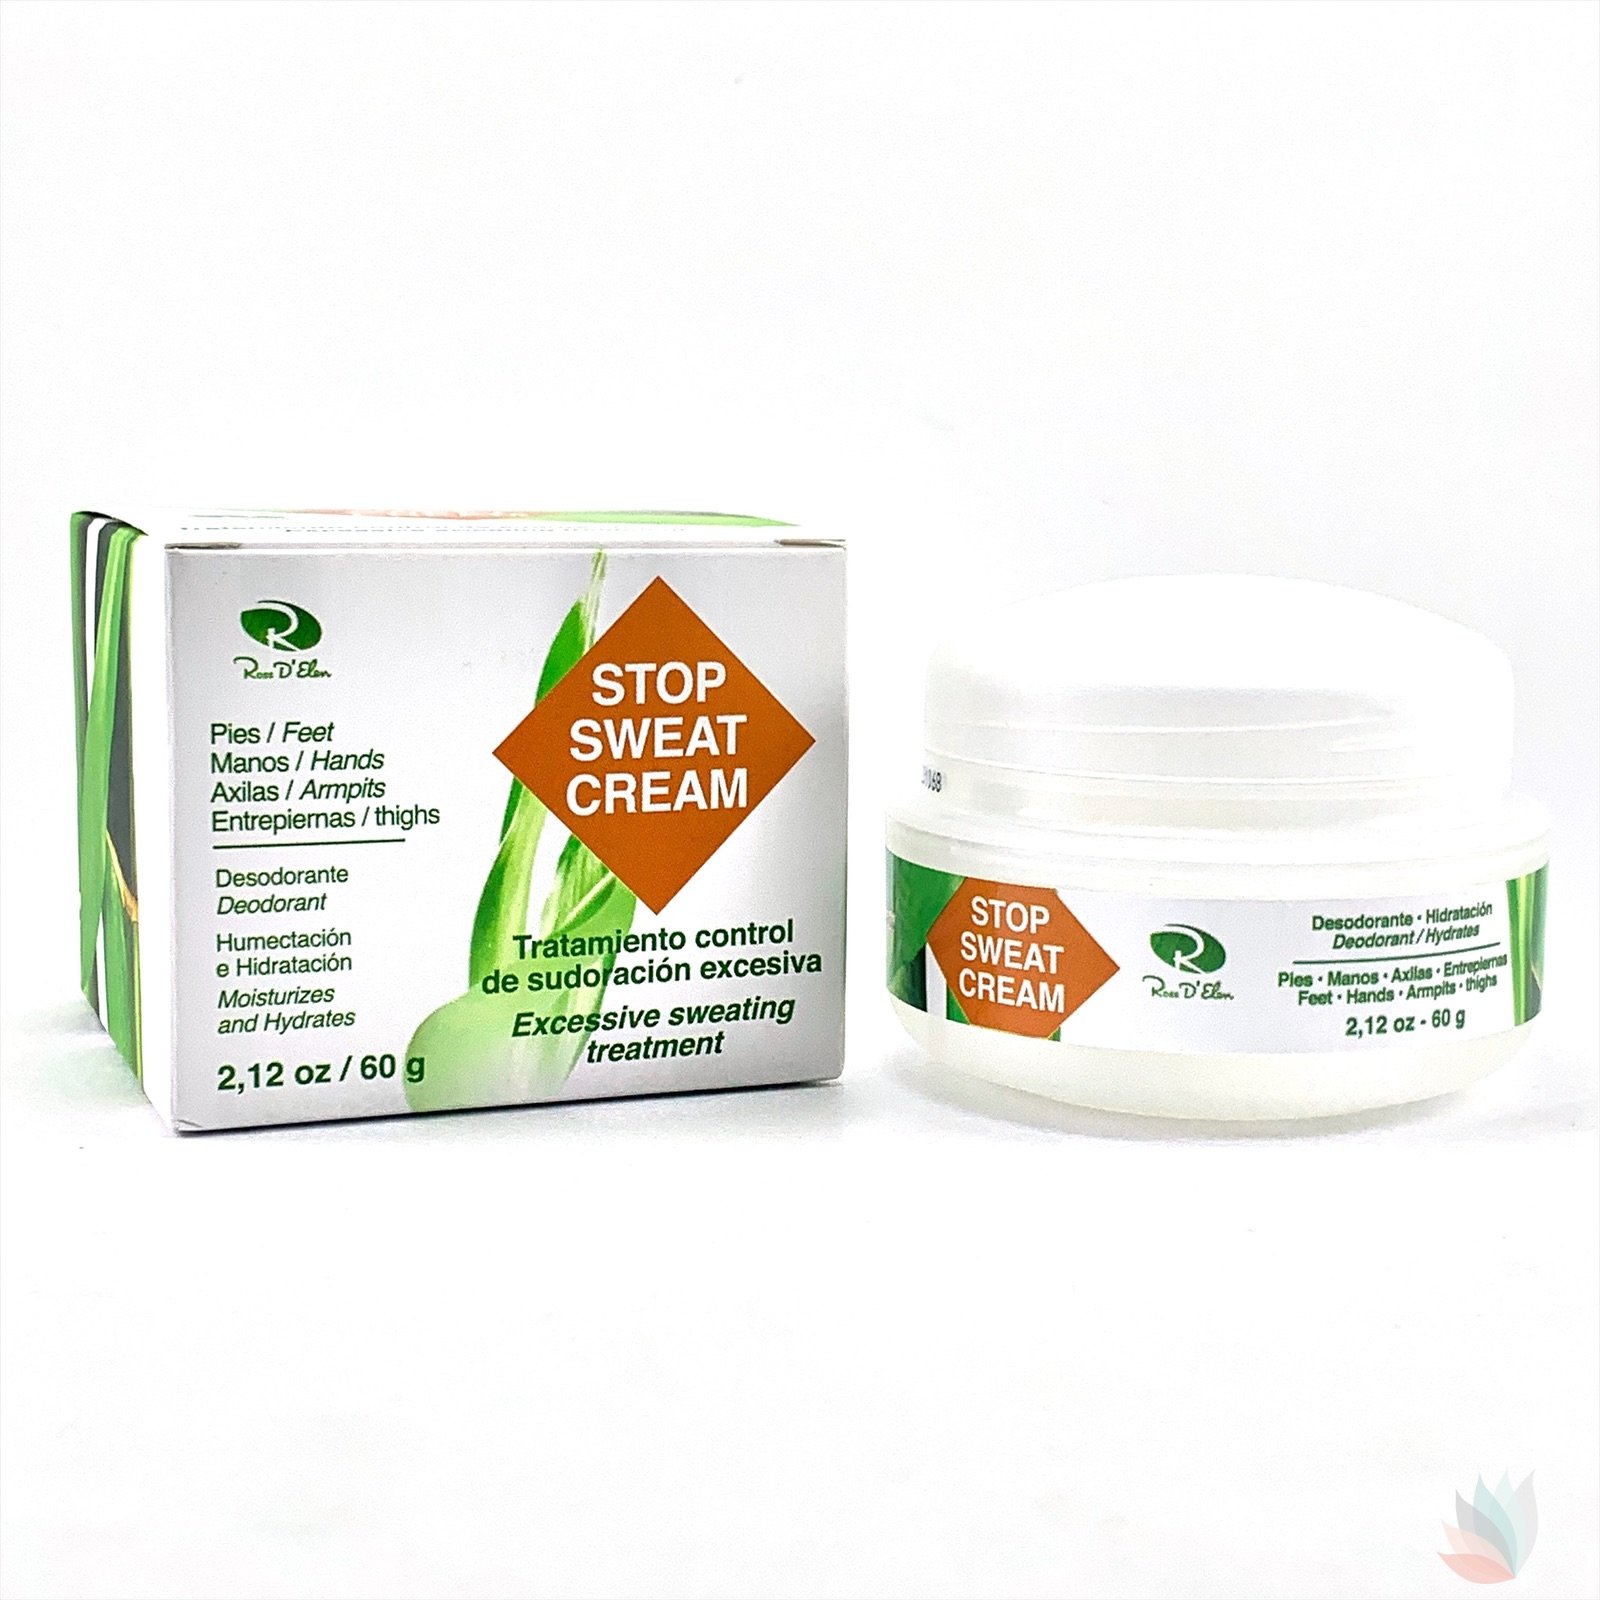 Ross D'Elen
Pies / Feet
Manos / Hands
Axilas / Armpits
Entrepiernas / thighs
Desodorante
Deodorant
Humectación
e Hidratación
Moisturizes
and Hydrates
2,12 oz / 60 g
STOP
SWEAT
CREAM
Tratamiento control
de sudoración excesiva
Excessive sweating
treatment
STOP
SWEAT
CREAM
Ross D'Elen
Desodorante • Hidratación
Deodorant / Hydrates
Pies • Manos • Axilas • Entrepiernas
Feet • Hands • Armpits • thighs
2,12 oz - 60 g